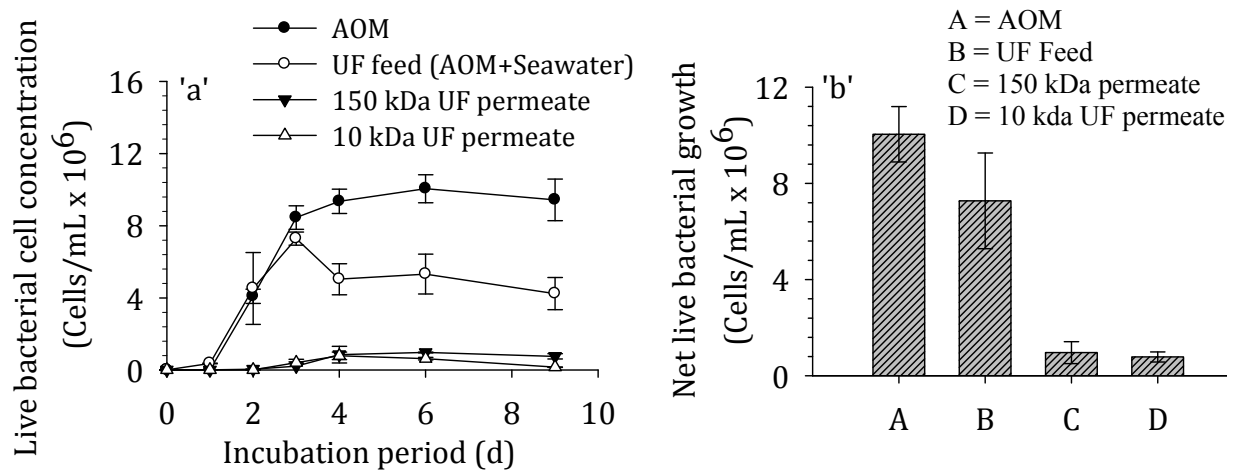 AOM
UF feed (AOM+Seawater)
150 kDa UF permeate
10 kDa UF permeate
'a'
Live bacterial cell concentration
(Cells/mL x 10⁶)
16
12
8
4
0
0 2 4 6 8 10
Incubation period (d)
A = AOM
B = UF Feed
C = 150 kDa permeate
D = 10 kda UF permeate
'b'
Net live bacterial growth
(Cells/mL x 10⁶)
12
8
4
0
A B C D